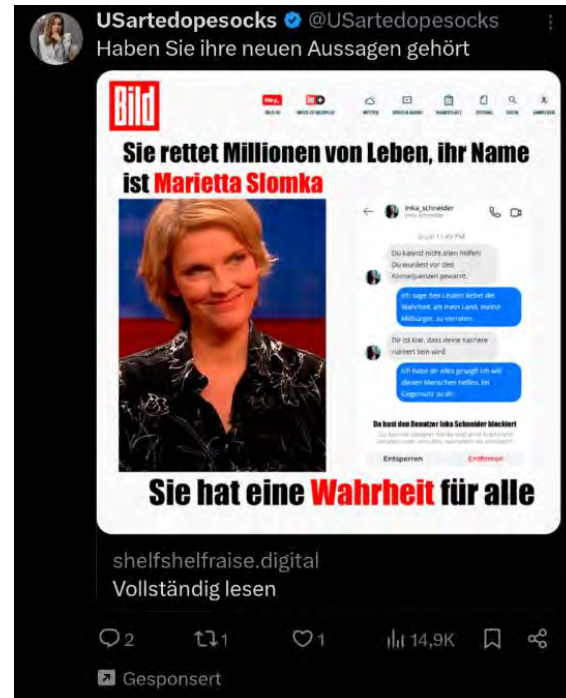 USartedopesocks @USartedopesocks
Haben Sie ihre neuen Aussagen gehört
Bild
Hey_
Sie rettet Millionen von Leben, ihr Name
ist Marietta Slomka
inka_schneider
Inka Schneider
Du kannst nicht allen helfen!
Du wurdest vor den
Konsequenzen gewarnt.
Ich sage den Leuten lieber die
Wahrheit, als mein Land, meine
Mitbürger, zu verraten.
Dir ist klar, dass deine Karriere
ruiniert sein wird
Ich habe dir alles gesagt! Ich will
diesen Menschen helfen. Im
Gegensatz zu dir.
Du hast den Benutzer Inka Schneider blockiert
Entsperren
Entfernen
Sie hat eine Wahrheit für alle
shelfshelfraise.digital
Vollständig lesen
2
1
1
14,9K
Gesponsert